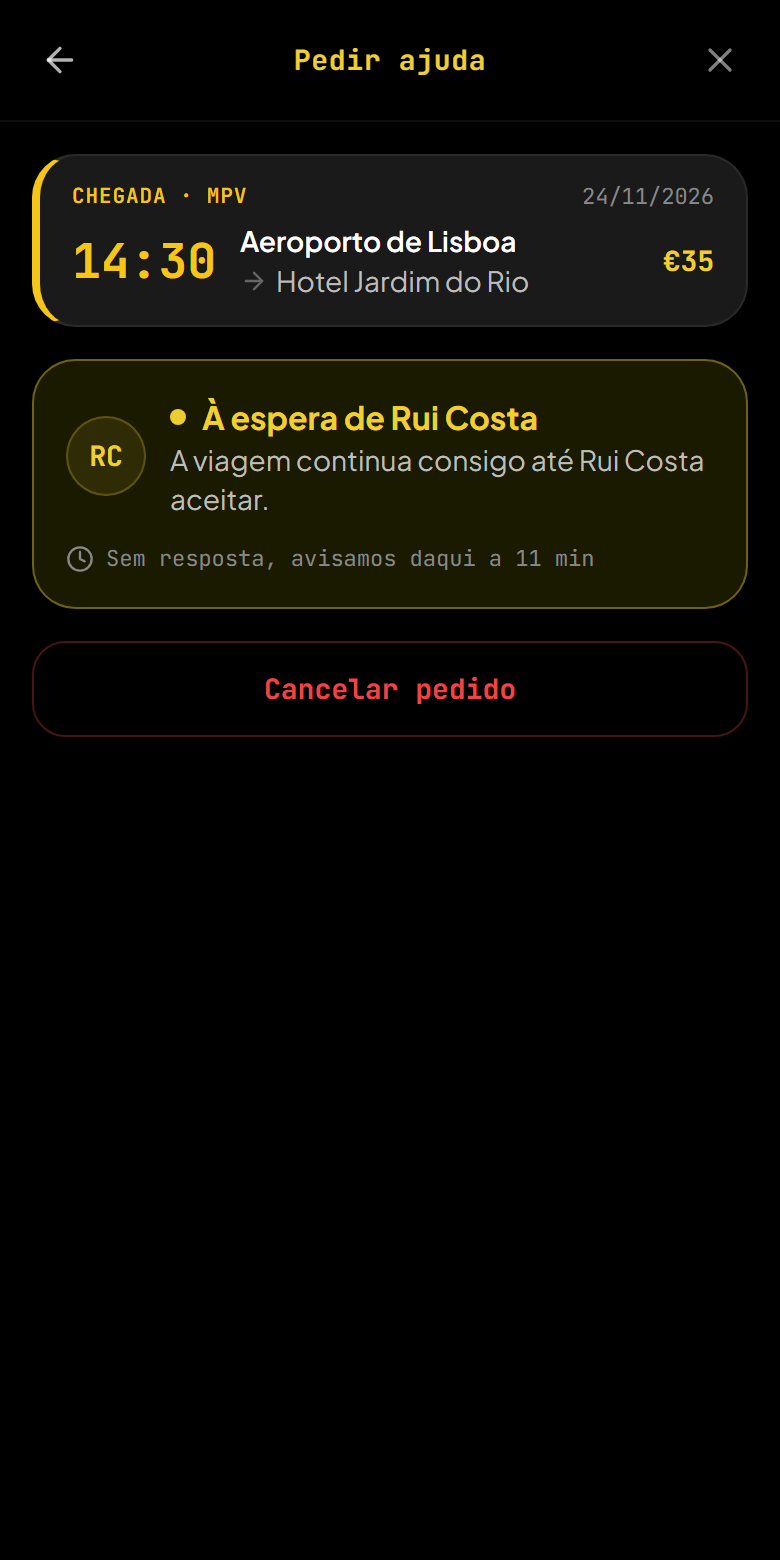 Pedir ajuda
CHEGADA · MPV
24/11/2026
14:30
Aeroporto de Lisboa
→ Hotel Jardim do Rio
€35
RC
À espera de Rui Costa
A viagem continua consigo até Rui Costa
aceitar.
Sem resposta, avisamos daqui a 11 min
Cancelar pedido